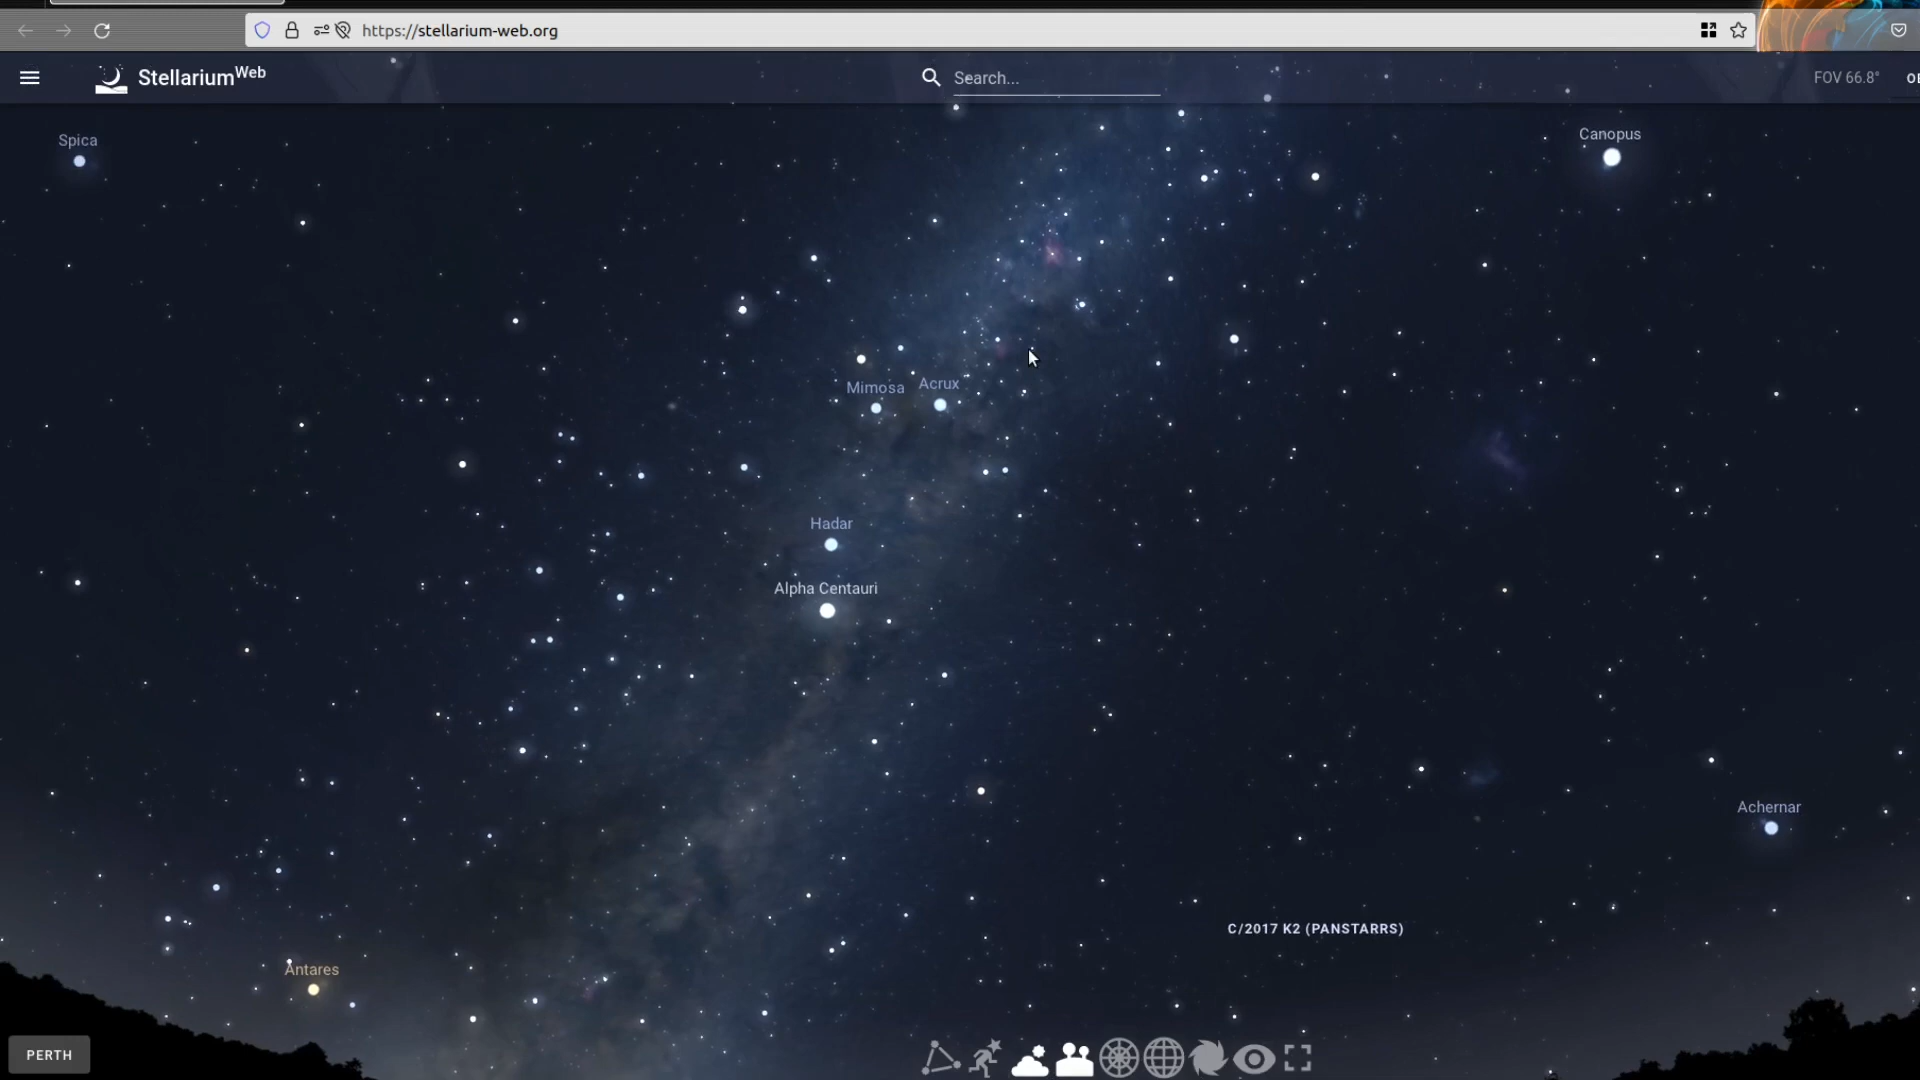 https://stellarium-web.org
StellariumWeb
Search...
FOV 66.8°
Spica
Canopus
Mimosa
Acrux
Hadar
Alpha Centauri
Achernar
C/2017 K2 (PANSTARRS)
Antares
PERTH